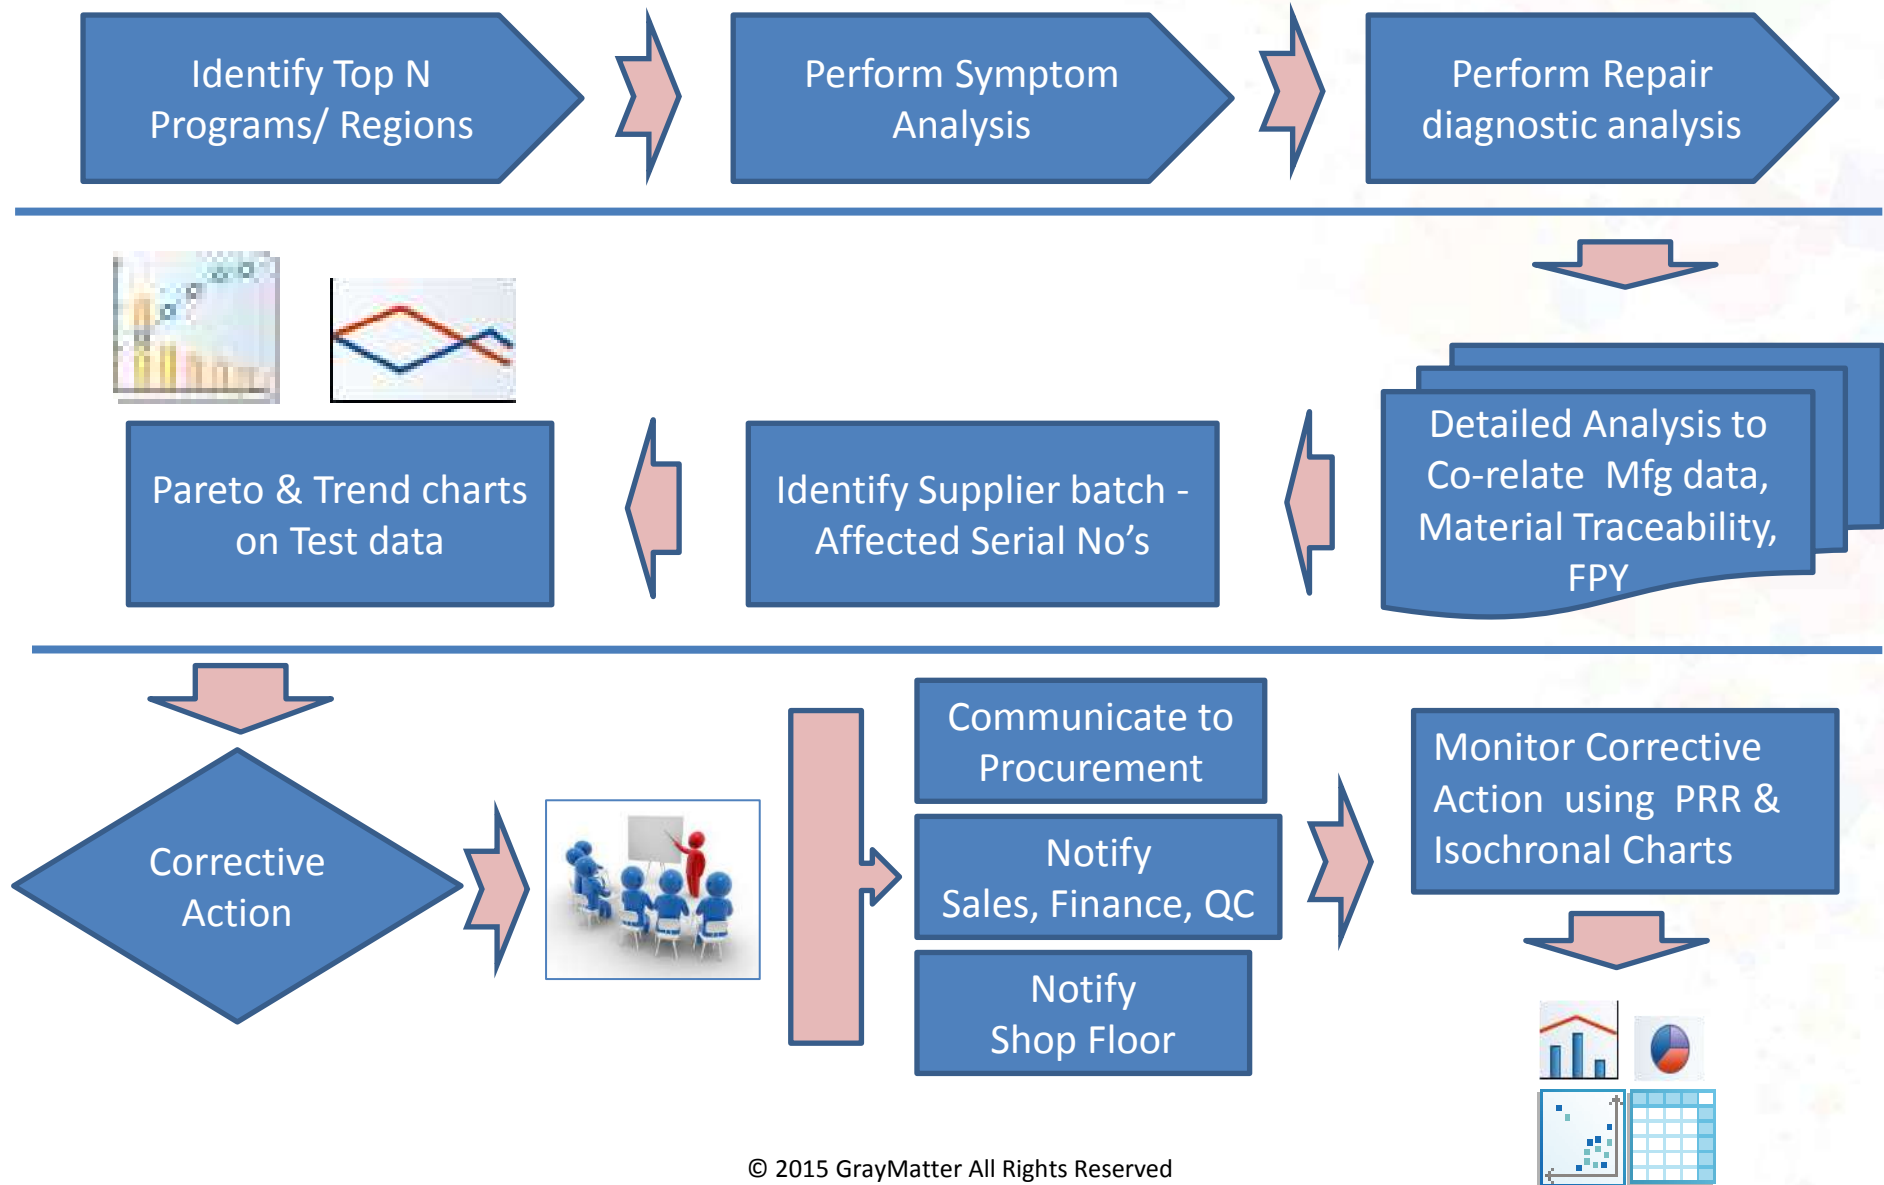 Identify Top N
Programs/ Regions
Perform Symptom
Analysis
Perform Repair
diagnostic analysis
Pareto & Trend charts
on Test data
Identify Supplier batch -
Affected Serial No’s
Detailed Analysis to
Co-relate Mfg data,
Material Traceability,
FPY
Corrective
Action
Communicate to
Procurement
Notify
Sales, Finance, QC
Notify
Shop Floor
Monitor Corrective
Action using PRR &
Isochronal Charts
© 2015 GrayMatter All Rights Reserved